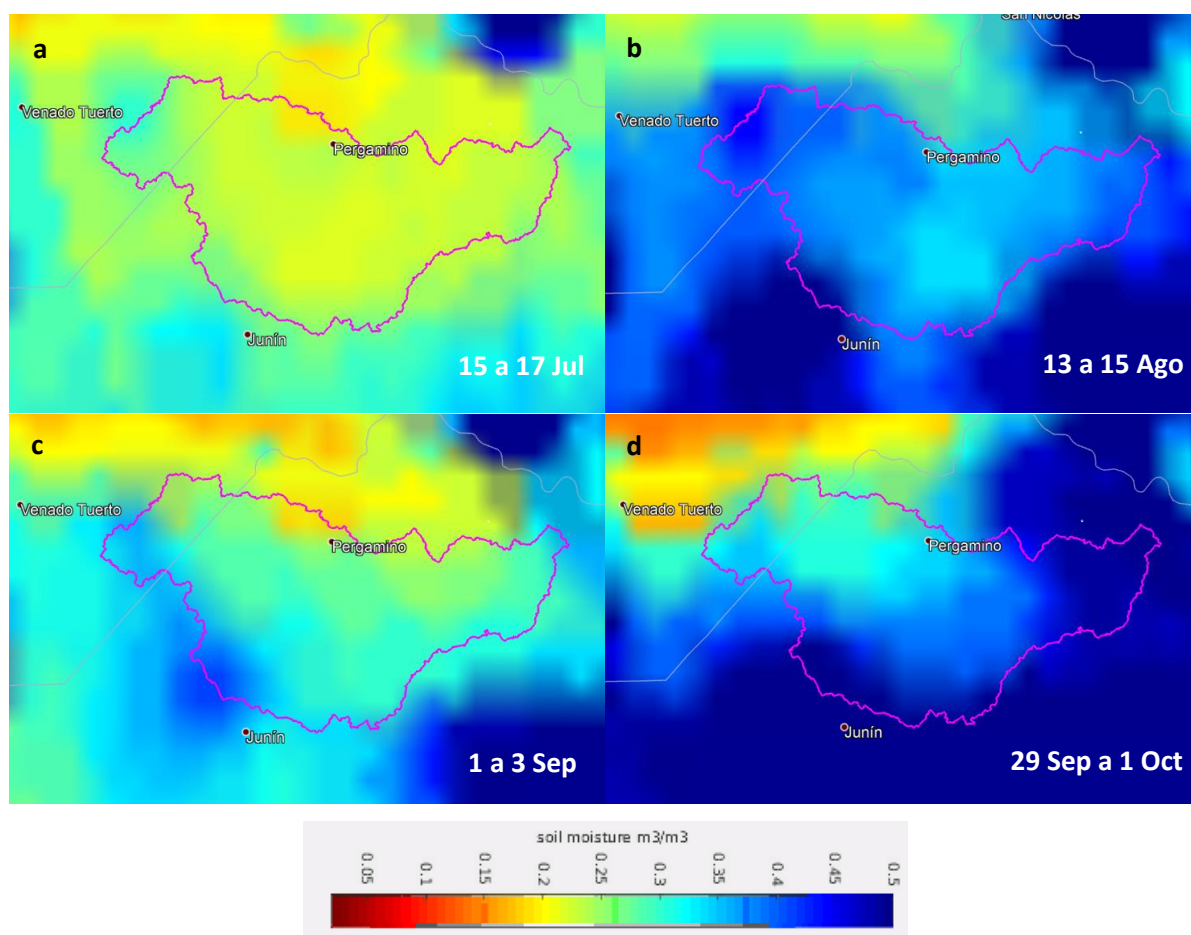 a
Venado Tuerto
Pergamino
Junín
15 a 17 Jul
b
San Nicolas
Venado Tuerto
Pergamino
Junín
13 a 15 Ago
c
Venado Tuerto
Pergamino
Junín
1 a 3 Sep
d
Venado Tuerto
Pergamino
Junín
29 Sep a 1 Oct
soil moisture m3/m3
0.05 0.1 0.15 0.2 0.25 0.3 0.35 0.4 0.45 0.5